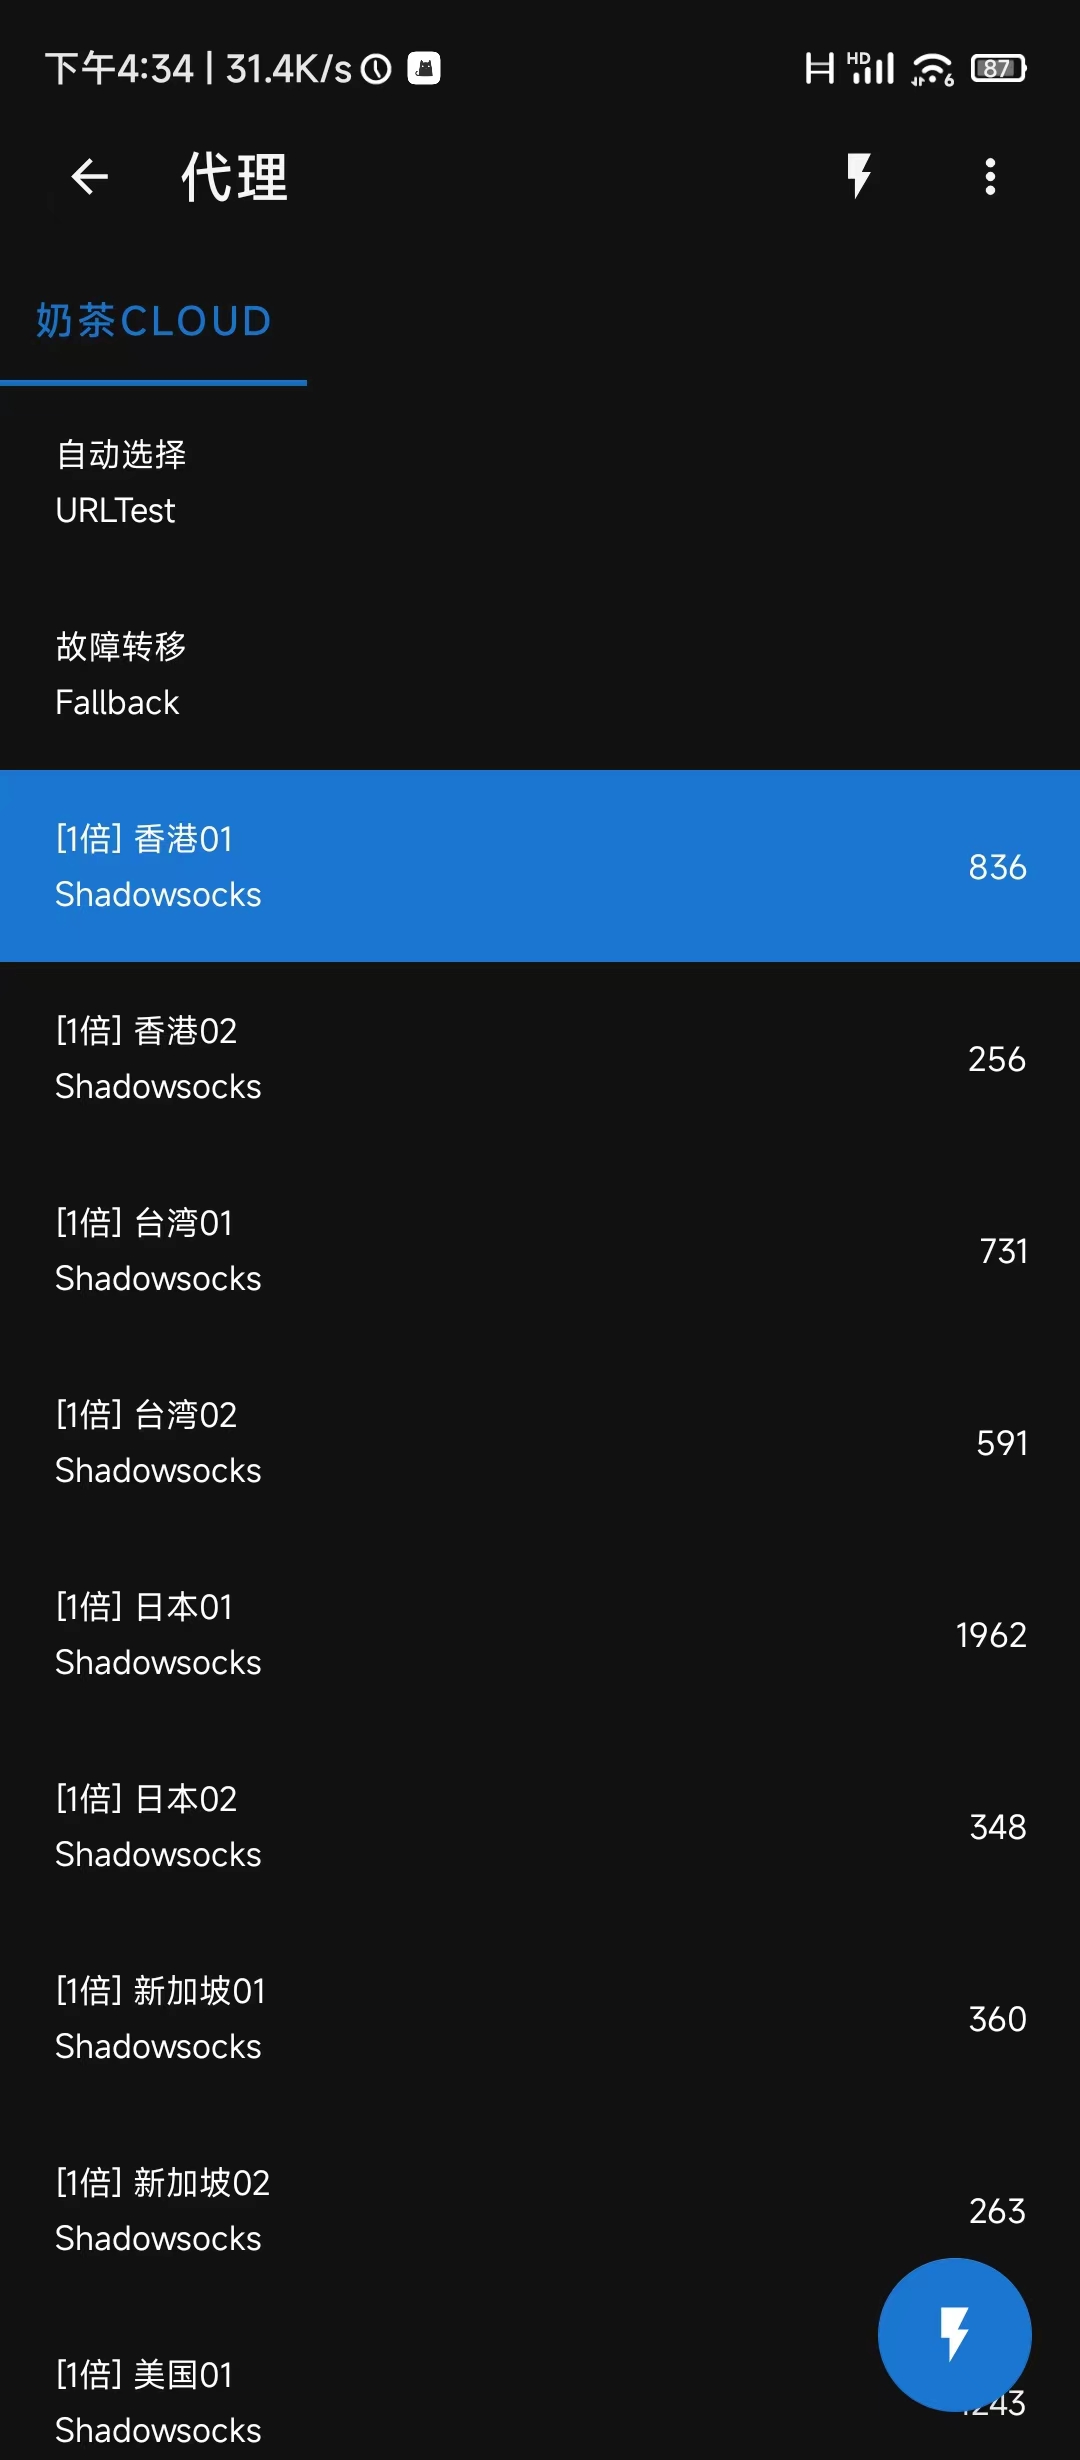 下午4:34 | 31.4K/s
HD
6
87
代理
奶茶CLOUD
自动选择
URLTest
故障转移
Fallback
[1倍] 香港01
Shadowsocks
836
[1倍] 香港02
Shadowsocks
256
[1倍] 台湾01
Shadowsocks
731
[1倍] 台湾02
Shadowsocks
591
[1倍] 日本01
Shadowsocks
1962
[1倍] 日本02
Shadowsocks
348
[1倍] 新加坡01
Shadowsocks
360
[1倍] 新加坡02
Shadowsocks
263
[1倍] 美国01
Shadowsocks